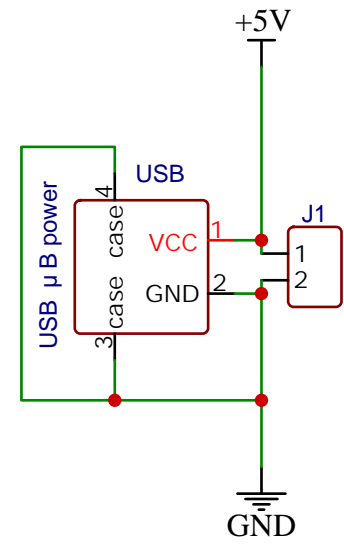 +5V
USB
J1
4
case
VCC
1
1
GND
2
2
case
3
USB µ B power
GND